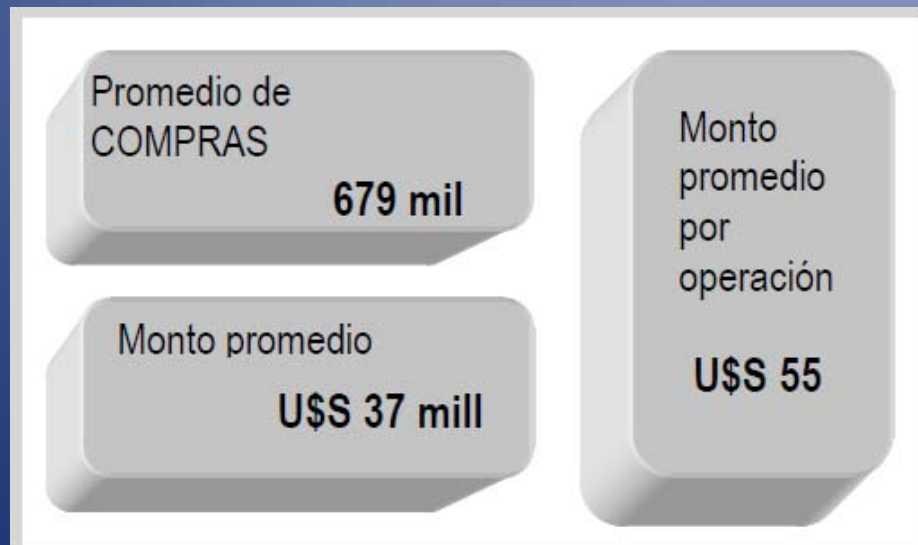 Promedio de
COMPRAS
679 mil
Monto promedio
U$S 37 mill
Monto
promedio
por
operación
U$S 55